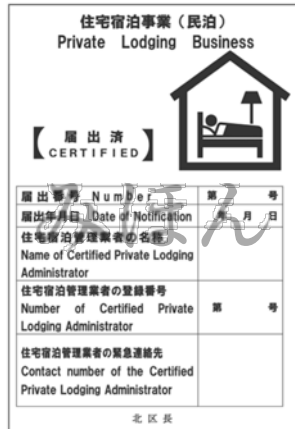 住宅宿泊事業（民泊）
Private Lodging Business
【届出済
CERTIFIED】
届出番号 Number 第 号
届出年月日 Date of Notification 年 月 日
住宅宿泊管理業者の名称
Name of Certified Private Lodging
Administrator
住宅宿泊管理業者の登録番号
Number of Certified Private
Lodging Administrator
第 号
住宅宿泊管理業者の緊急連絡先
Contact number of the Certified
Private Lodging Administrator
みほん
北区長